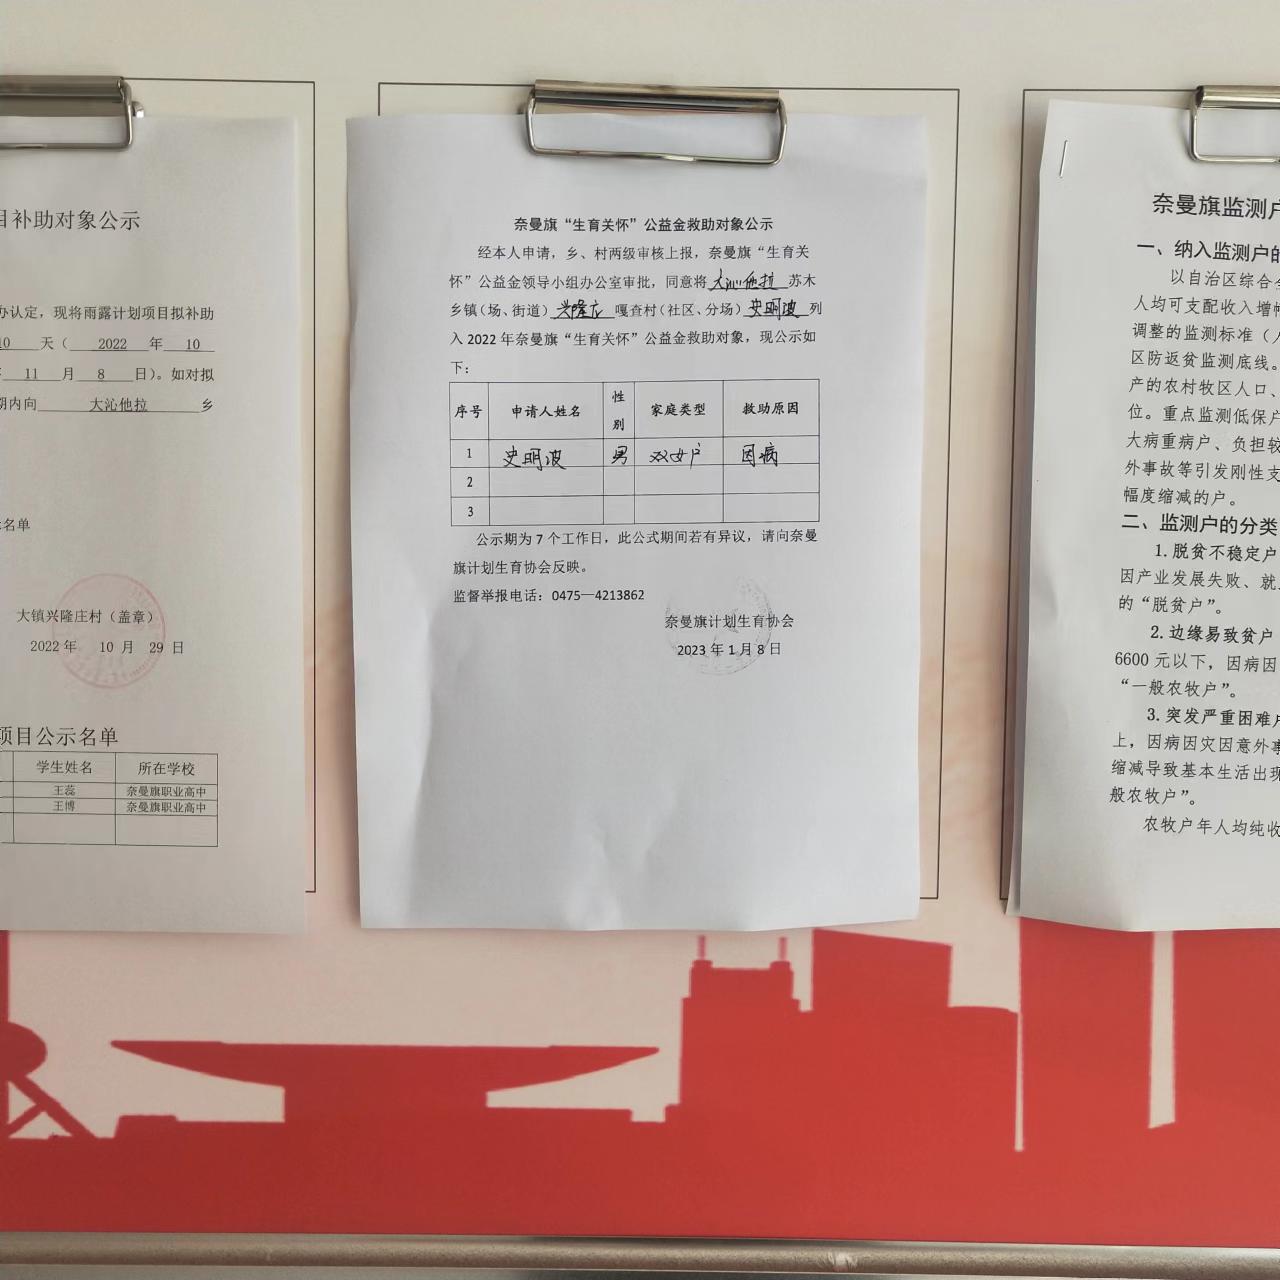 目补助对象公示
办认定，现将雨露计划项目拟补助
10 天（ 2022 年 10
11 月 8 日）。如对拟
期内向 大沁他拉 乡
名单
大镇兴隆庄村（盖章）
2022 年 10 月 29 日
项目公示名单
学生姓名 所在学校
王蕊 奈曼旗职业高中
王博 奈曼旗职业高中
奈曼旗“生育关怀”公益金救助对象公示
经本人申请，乡、村两级审核上报，奈曼旗“生育关
怀”公益金领导小组办公室审批，同意将 大沁他拉 苏木
乡镇（场、街道） 兴隆庄 嘎查村（社区、分场） 史明波 列
入 2022 年奈曼旗“生育关怀”公益金救助对象，现公示如
下：
序号 申请人姓名 性别 家庭类型 救助原因
1 史明波 男 双女户 因病
2
3
公示期为 7 个工作日，此公式期间若有异议，请向奈曼
旗计划生育协会反映。
监督举报电话：0475—4213862
奈曼旗计划生育协会
2023 年 1 月 8 日
奈曼旗监测户
一、纳入监测户的
以自治区综合
人均可支配收入增幅
调整的监测标准（人
区防返贫监测底线。
产的农村牧区人口、
位。重点监测低保户
大病重病户、负担较
外事故等引发刚性支
幅度缩减的户。
二、监测户的分类
1.脱贫不稳定户
因产业发展失败、就业
的“脱贫户”。
2.边缘易致贫户
6600 元以下，因病因
“一般农牧户”。
3.突发严重困难户
上，因病因灾因意外事
缩减导致基本生活出现
般农牧户”。
农牧户年人均纯收